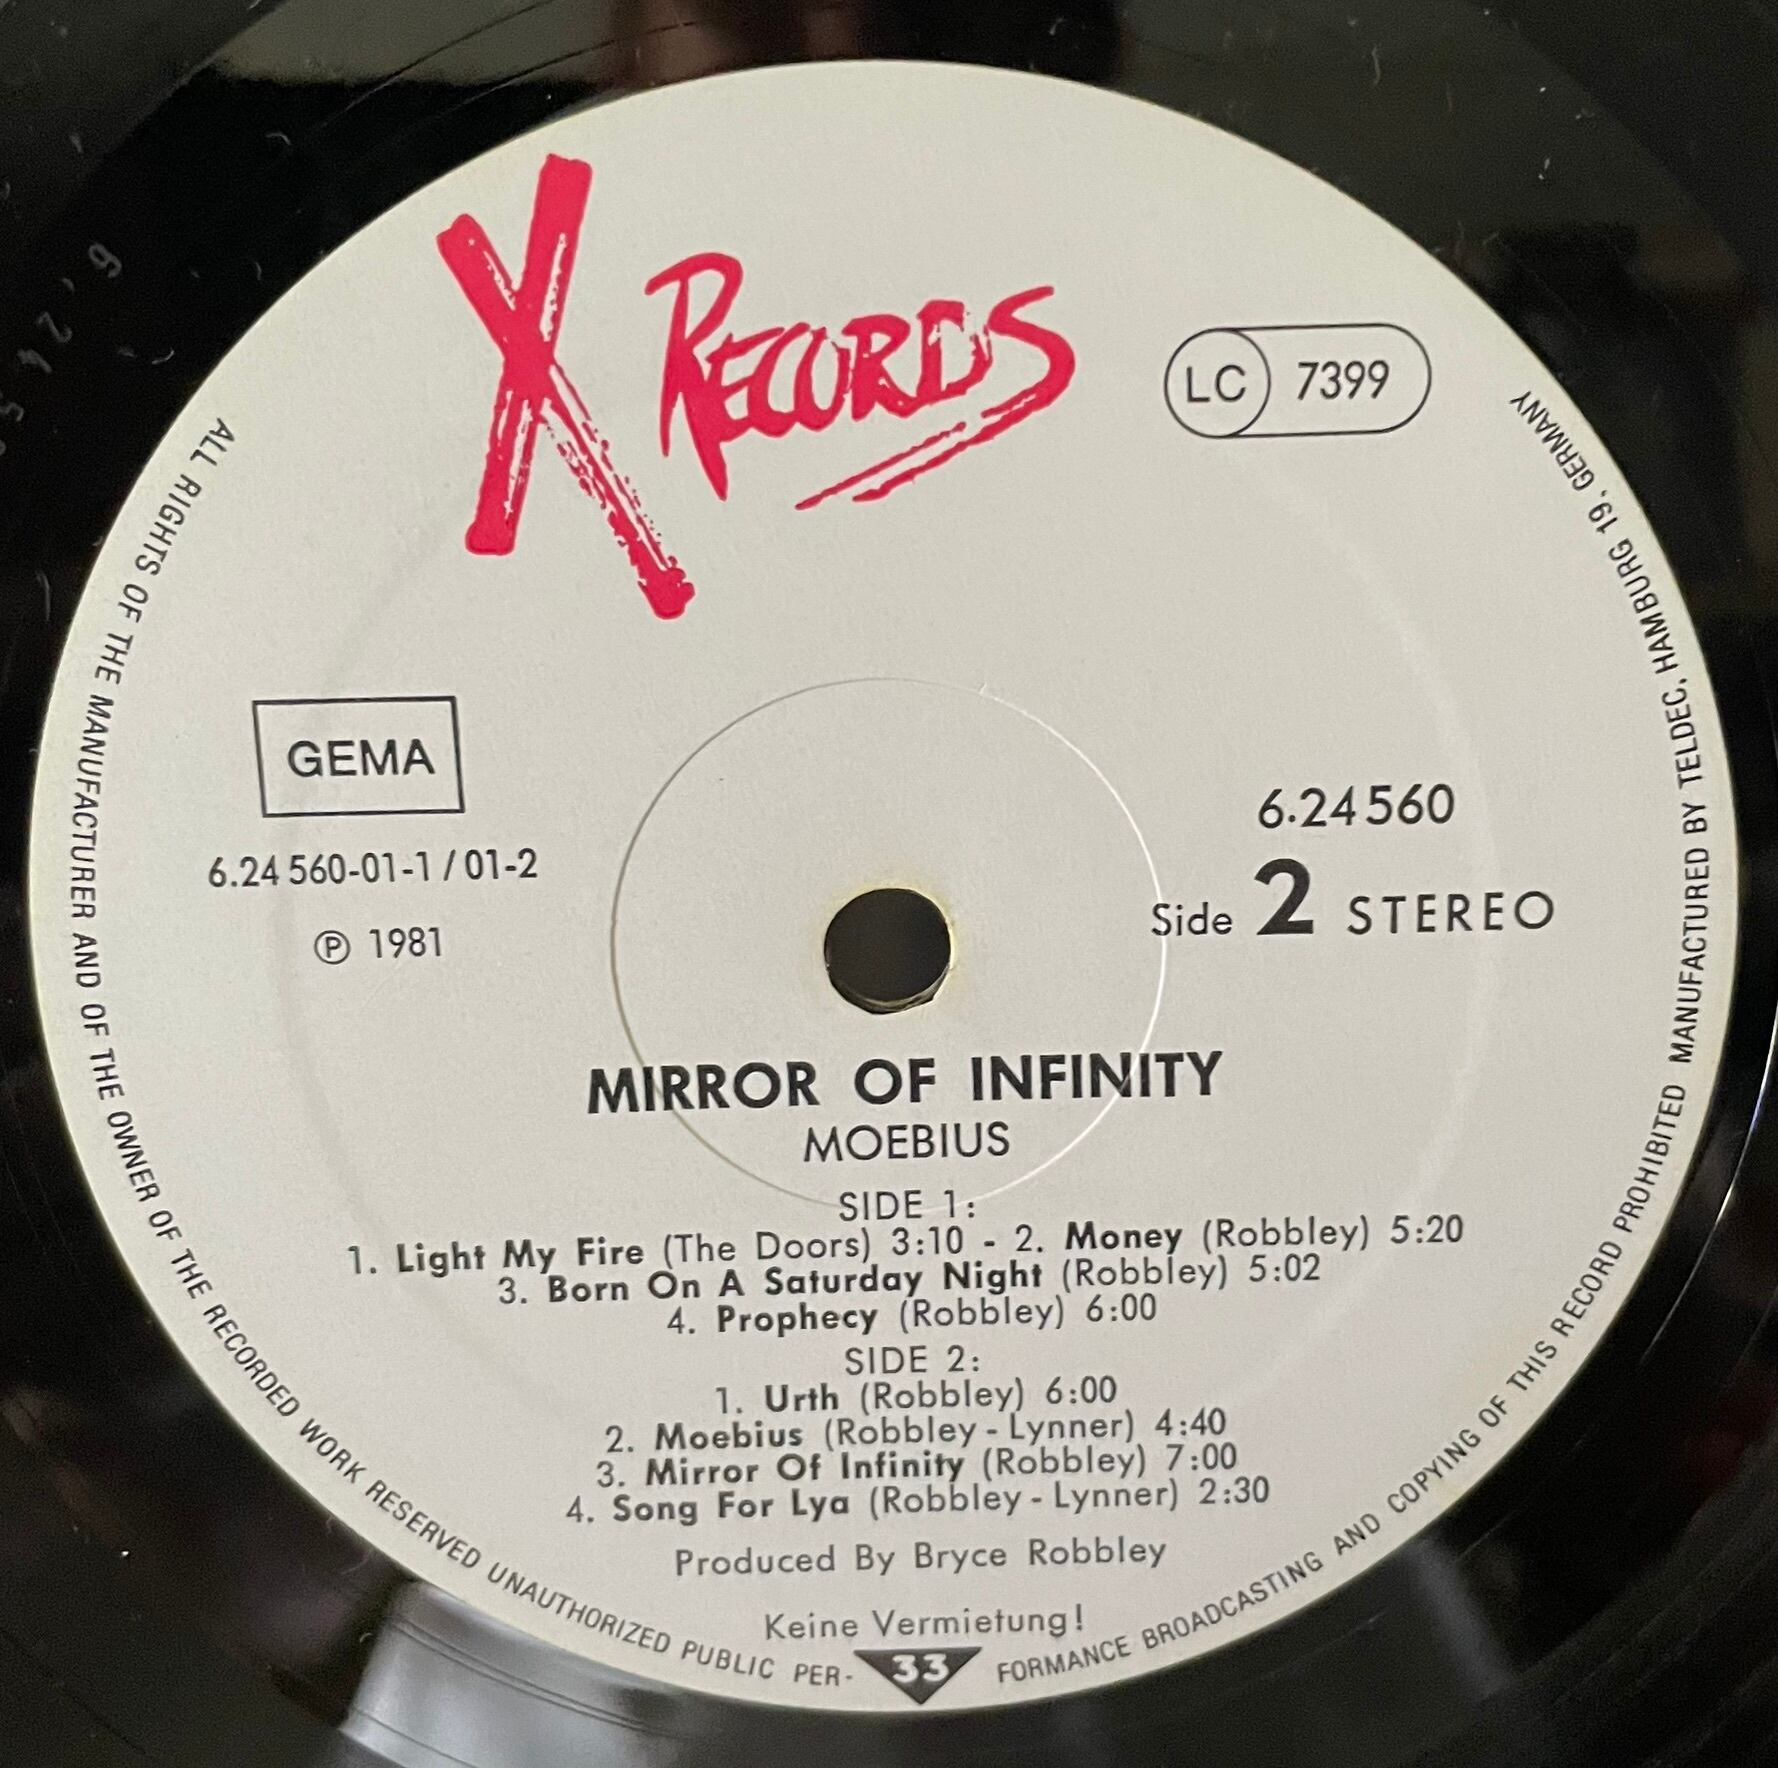 X RECORDS
LC 7399
GEMA
6.24 560-01-1 / 01-2
Ⓟ 1981
6.24 560
Side 2 STEREO
MIRROR OF INFINITY
MOEBIUS
SIDE 1:
1. Light My Fire (The Doors) 3:10 - 2. Money (Robbley) 5:20
3. Born On A Saturday Night (Robbley) 5:02
4. Prophecy (Robbley) 6:00
SIDE 2:
1. Urth (Robbley) 6:00
2. Moebius (Robbley - Lynner) 4:40
3. Mirror Of Infinity (Robbley) 7:00
4. Song For Lya (Robbley - Lynner) 2:30
Produced By Bryce Robbley
Keine Vermietung!
33
ALL RIGHTS OF THE MANUFACTURER AND OF THE OWNER OF THE RECORDED WORK RESERVED UNAUTHORIZED PUBLIC PER-FORMANCE BROADCASTING AND COPYING OF THIS RECORD PROHIBITED MANUFACTURED BY TELDEC, HAMBURG 19, GERMANY